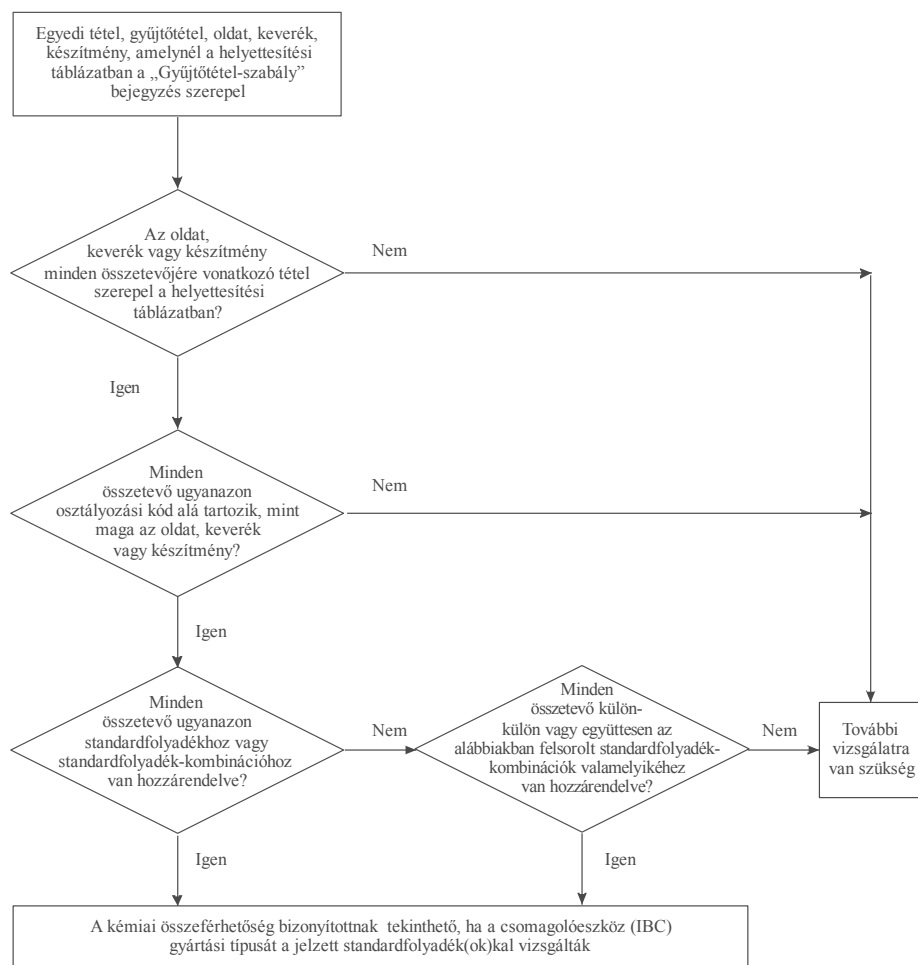 Egyedi tétel, gyűjtőtétel, oldat, keverék,
készítmény, amelynél a helyettesítési
táblázatban a „Gyűjtőtétel-szabály”
bejegyzés szerepel
Az oldat,
keverék vagy készítmény
minden összetevőjére vonatkozó tétel
szerepel a helyettesítési
táblázatban?
Nem
Igen
Minden
összetevő ugyanazon
osztályozási kód alá tartozik, mint
maga az oldat, keverék
vagy készítmény?
Nem
Igen
Minden
összetevő ugyanazon
standardfolyadékhoz vagy
standardfolyadék-kombinációhoz
van hozzárendelve?
Nem
Minden
összetevő külön-
külön vagy együttesen az
alábbiakban felsorolt standardfolyadék-
kombinációk valamelyikéhez
van hozzárendelve?
Nem
További
vizsgálatra
van szükség
Igen
Igen
A kémiai összeférhetőség bizonyítottnak tekinthető, ha a csomagolóeszköz (IBC)
gyártási típusát a jelzett standardfolyadék(ok)kal vizsgálták